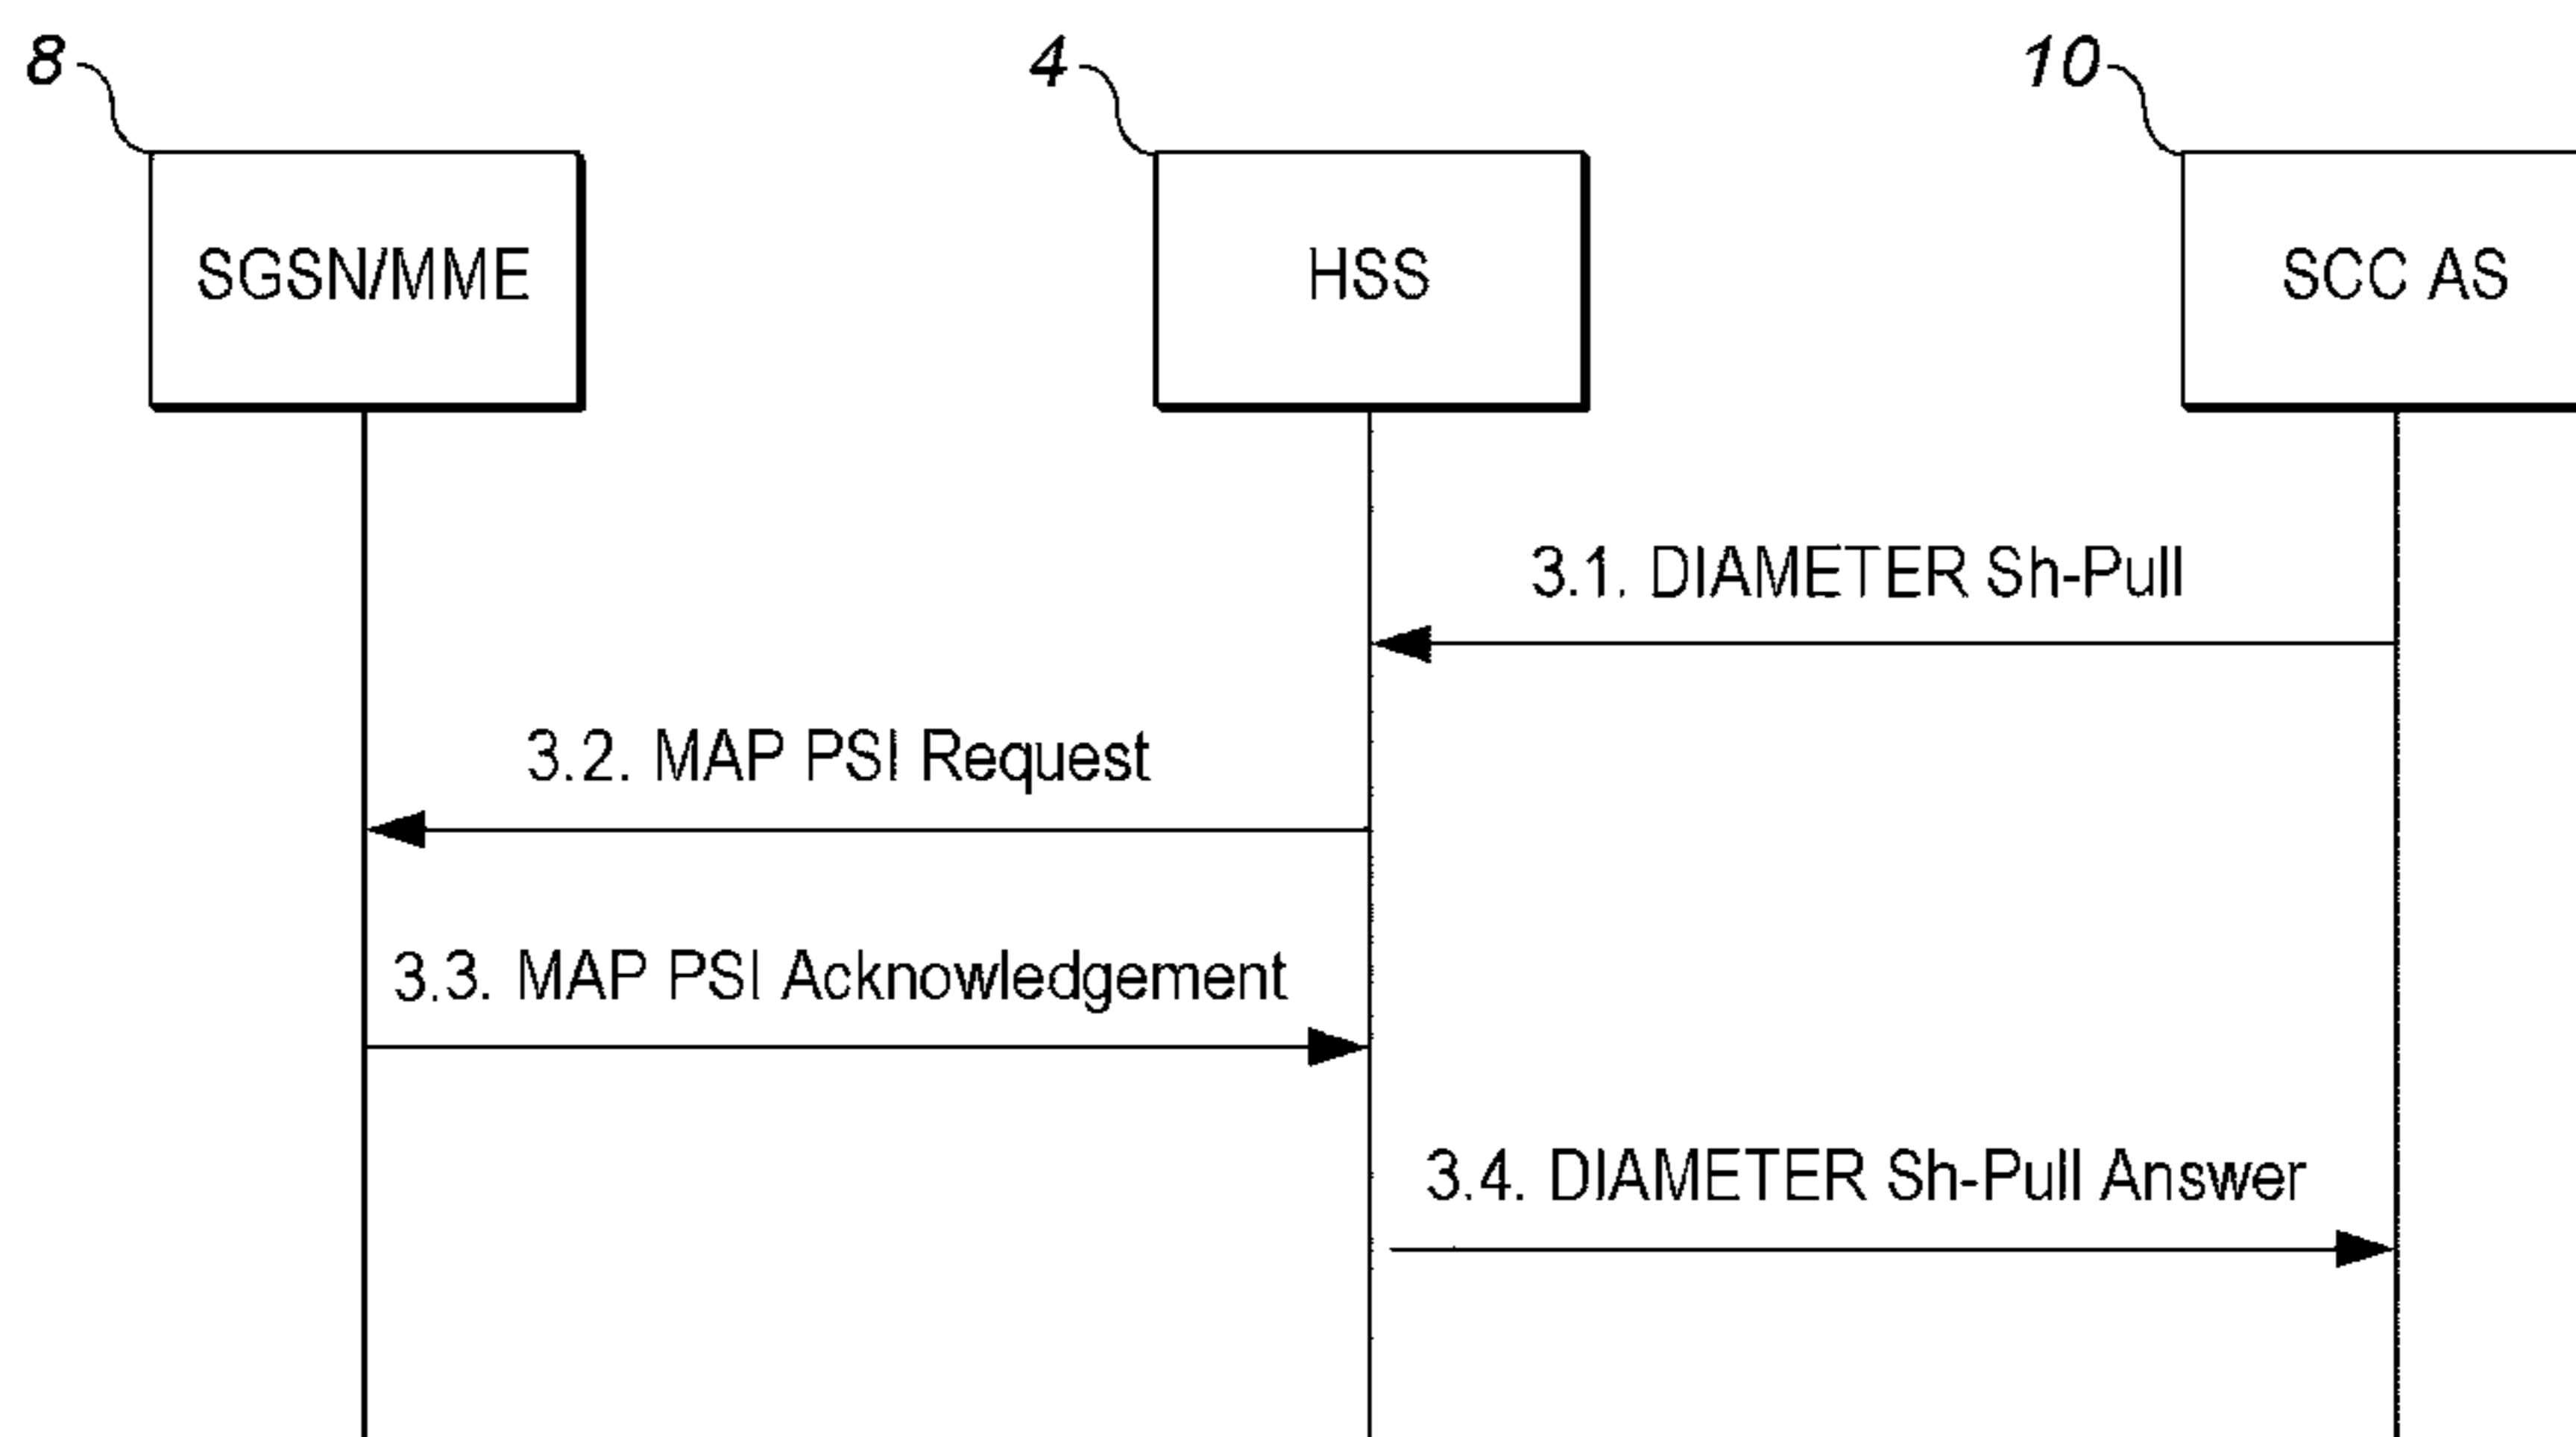 8
4
10
SGSN/MME
HSS
SCC AS
3.1. DIAMETER Sh-Pull
3.2. MAP PSI Request
3.3. MAP PSI Acknowledgement
3.4. DIAMETER Sh-Pull Answer